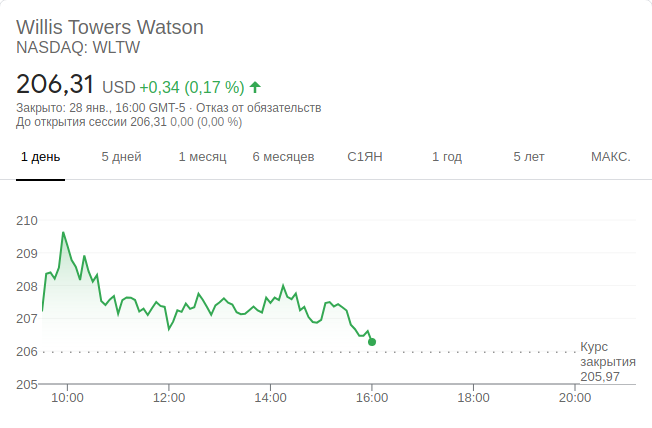 Willis Towers Watson
NASDAQ: WLTW
206,31 USD +0,34 (0,17 %)
Закрыто: 28 янв., 16:00 GMT-5 · Отказ от обязательств
До открытия сессии 206,31 0,00 (0,00 %)
1 день 5 дней 1 месяц 6 месяцев С1ЯН 1 год 5 лет МАКС.
210
209
208
207
206
Курс
закрытия
205,97
205
10:00 12:00 14:00 16:00 18:00 20:00